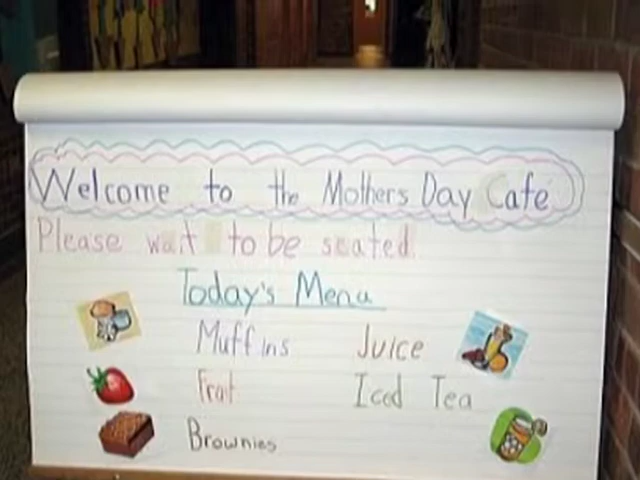 Welcome to the Mothers Day Cafe
Please wait to be seated.
Today's Menu
Muffins Juice
Fruit Iced Tea
Brownies